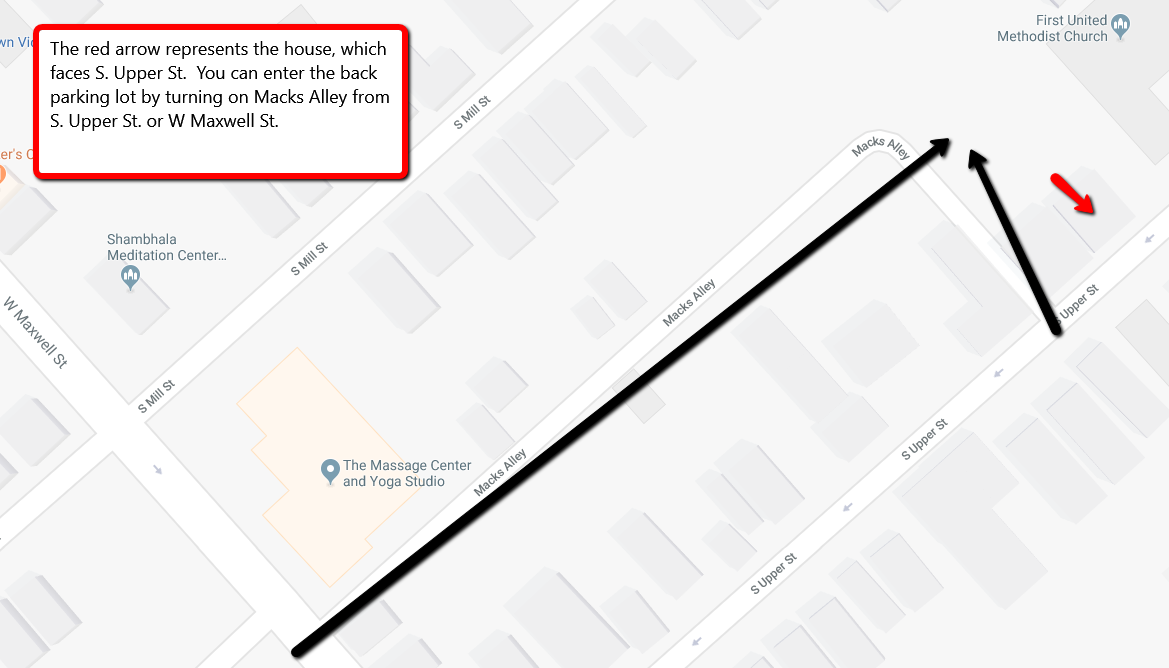 First United
Methodist Church
The red arrow represents the house, which
faces S. Upper St.  You can enter the back
parking lot by turning on Macks Alley from
S. Upper St. or W Maxwell St.
S Mill St
Macks Alley
Macks Alley
Shambhala
Meditation Center...
S Mill St
Macks Alley
S Upper St
W Maxwell St
S Mill St
S Upper St
The Massage Center
and Yoga Studio
Macks Alley
S Upper St